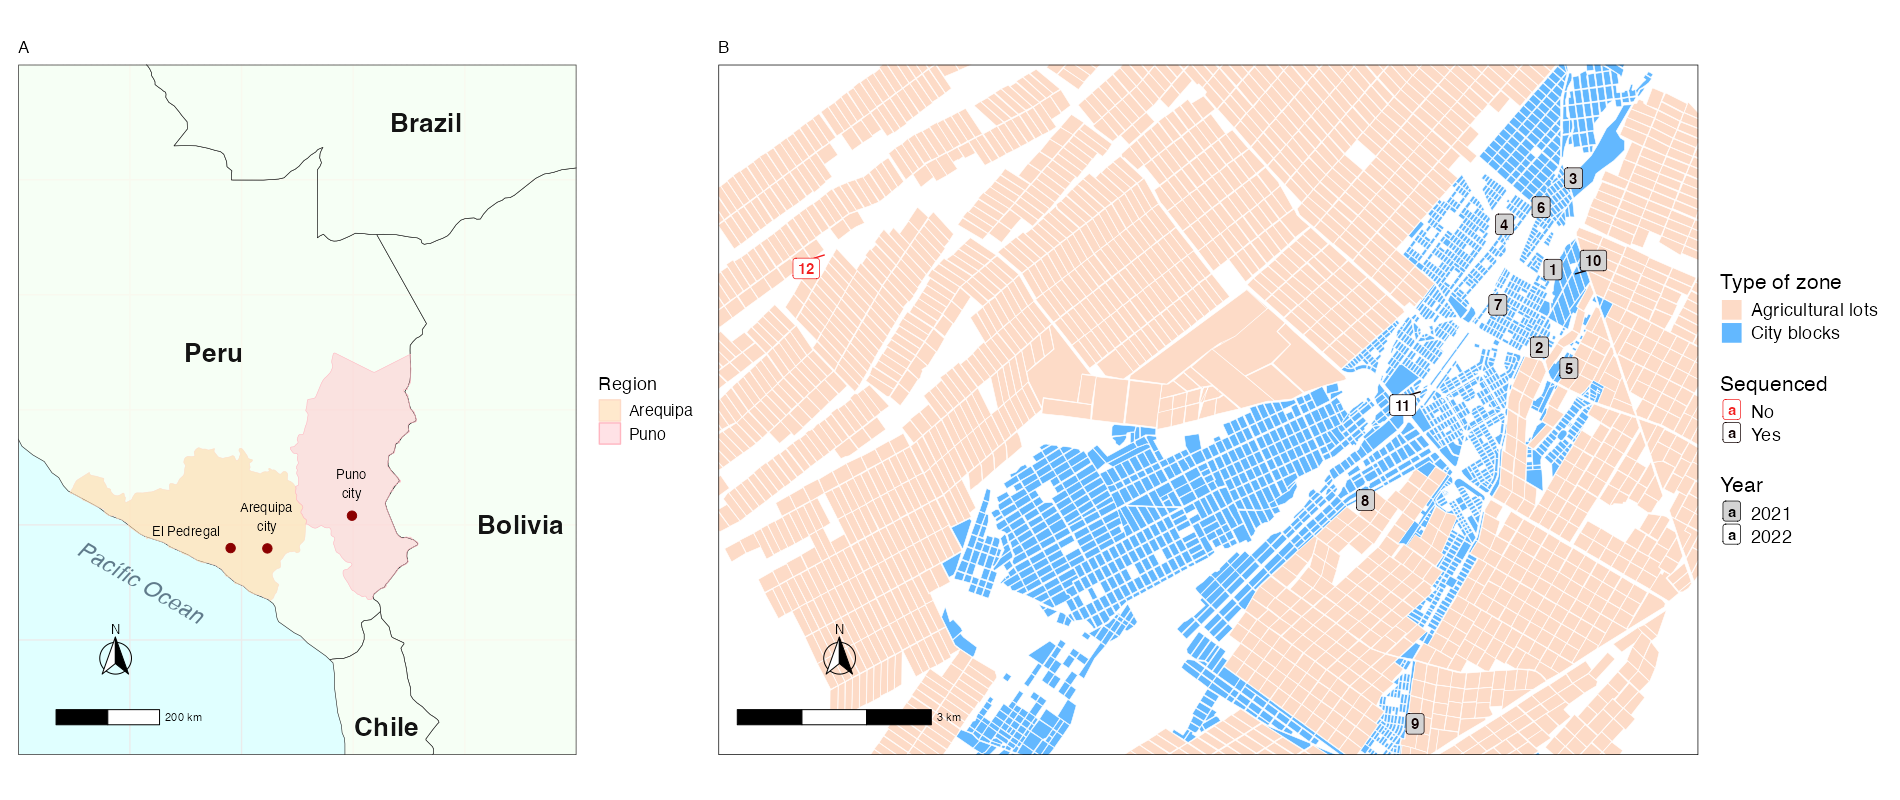 A
Brazil
Peru
Puno
city
Arequipa
city
El Pedregal
Bolivia
Pacific Ocean
N
200 km
Chile
Region
Arequipa
Puno
B
3
6
4
10
1
12
7
2
5
11
8
N
3 km
9
Type of zone
Agricultural lots
City blocks
Sequenced
a No
a Yes
Year
a 2021
a 2022